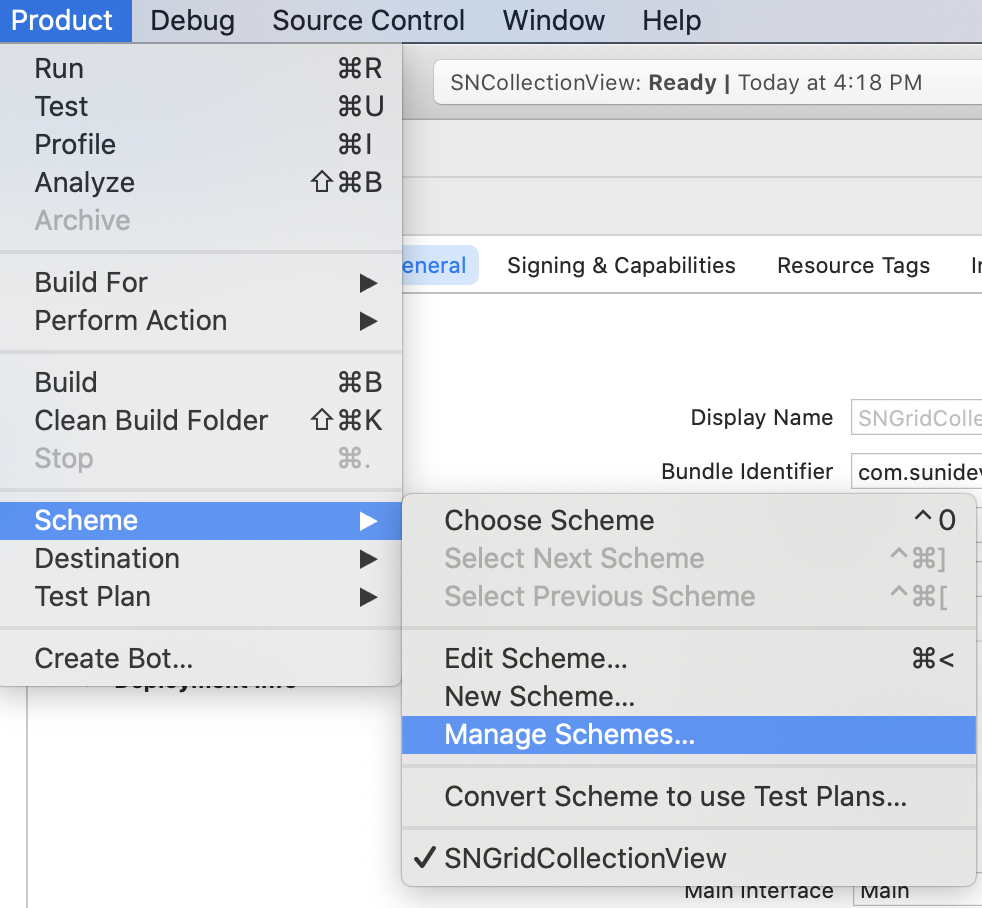 Product Debug Source Control Window Help
Run ⌘R
Test ⌘U
Profile ⌘I
Analyze ⇧⌘B
Archive
Build For ▶
Perform Action ▶
Build ⌘B
Clean Build Folder ⇧⌘K
Stop ⌘.
Scheme ▶
Destination ▶
Test Plan ▶
Create Bot...
SNCollectionView: Ready | Today at 4:18 PM
eneral Signing & Capabilities Resource Tags
Display Name SNGridColle
Bundle Identifier com.sunidev
Choose Scheme ^0
Select Next Scheme ^⌘]
Select Previous Scheme ^⌘[
Edit Scheme... ⌘<
New Scheme...
Manage Schemes...
Convert Scheme to use Test Plans...
✓ SNGridCollectionView
Deployment Info
Main Interface Main